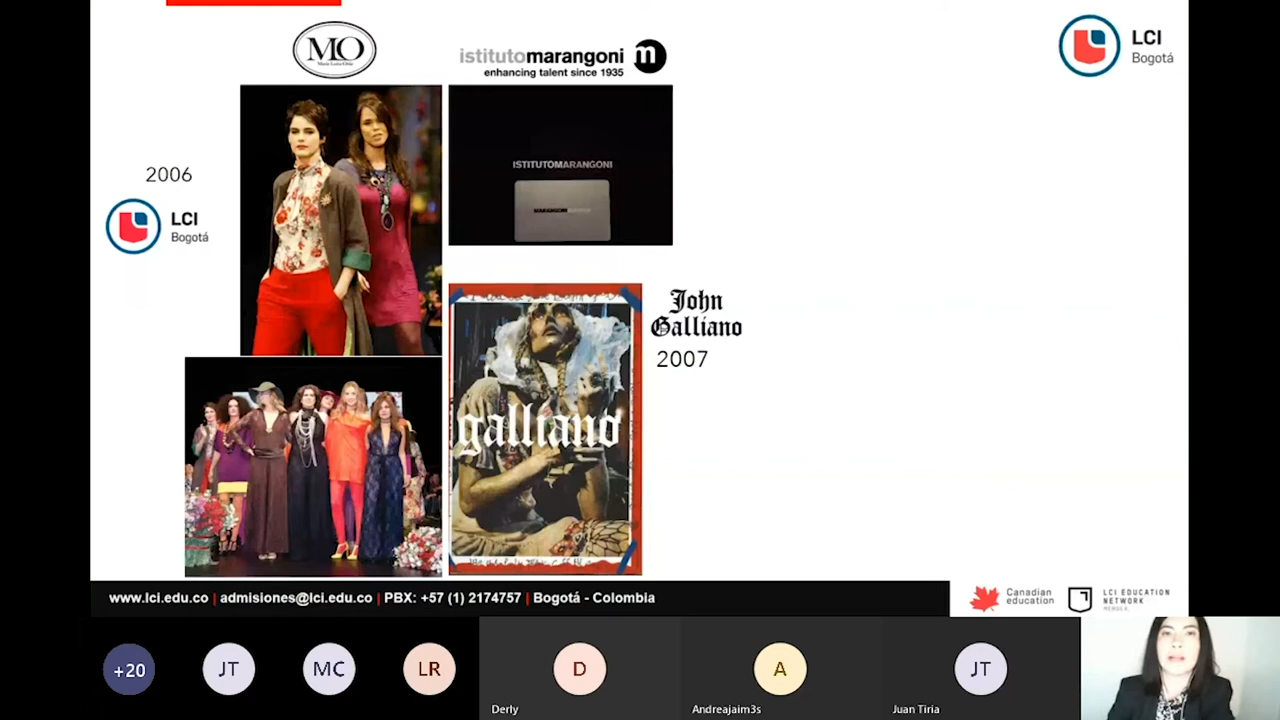 MO
istitutomarangoni m
enhancing talent since 1935
LCI
Bogotá
ISTITUTOMARANGONI
2006
LCI
Bogotá
John
Galliano
2007
galliano
www.lci.edu.co | admisiones@lci.edu.co | PBX: +57 (1) 2174757 | Bogotá - Colombia
Canadian
education
LCI EDUCATION
NETWORK
+20
JT
MC
LR
D
A
JT
Derly
Andreajaim3s
Juan Tiria